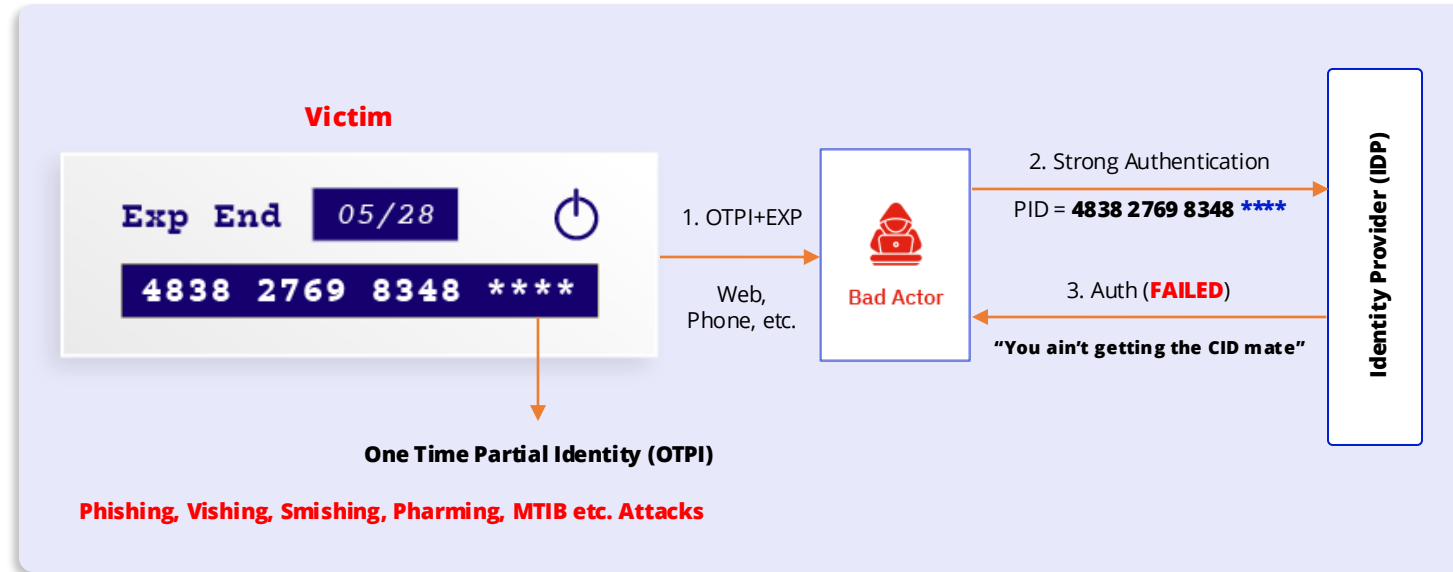 Victim
Exp End 05/28
4838 2769 8348 ****
One Time Partial Identity (OTPI)
Phishing, Vishing, Smishing, Pharming, MTIB etc. Attacks
1. OTPI+EXP
Web,
Phone, etc.
Bad Actor
2. Strong Authentication
PID = 4838 2769 8348 ****
3. Auth (FAILED)
“You ain’t getting the CID mate”
Identity Provider (IDP)